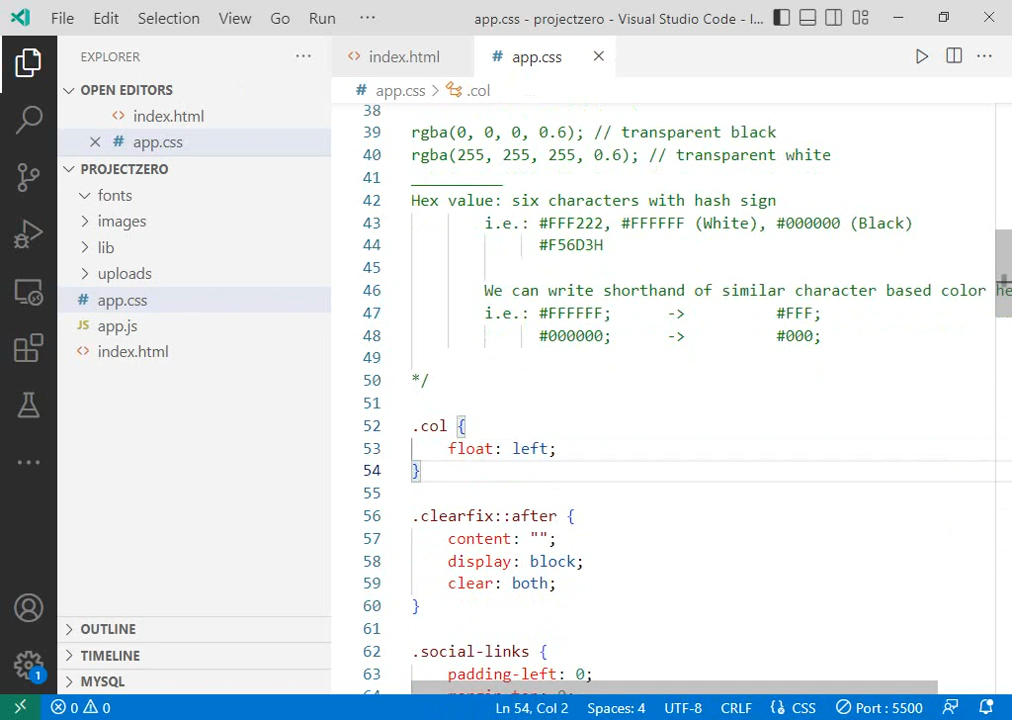 File Edit Selection View Go Run ··· app.css - projectzero - Visual Studio Code - I...
EXPLORER ···
index.html
# app.css
OPEN EDITORS
index.html
# app.css
PROJECTZERO
fonts
images
lib
uploads
# app.css
JS app.js
index.html
OUTLINE
TIMELINE
MYSQL
1
# app.css > .col
38
39 rgba(0, 0, 0, 0.6); // transparent black
40 rgba(255, 255, 255, 0.6); // transparent white
41 __________
42 Hex value: six characters with hash sign
43 i.e.: #FFF222, #FFFFFF (White), #000000 (Black)
44 #F56D3H
45
46 We can write shorthand of similar character based color he
47 i.e.: #FFFFFF; -> #FFF;
48 #000000; -> #000;
49
50 */
51
52 .col {
53 float: left;
54 }
55
56 .clearfix::after {
57 content: "";
58 display: block;
59 clear: both;
60 }
61
62 .social-links {
63 padding-left: 0;
0 0 Ln 54, Col 2 Spaces: 4 UTF-8 CRLF {} CSS Port : 5500